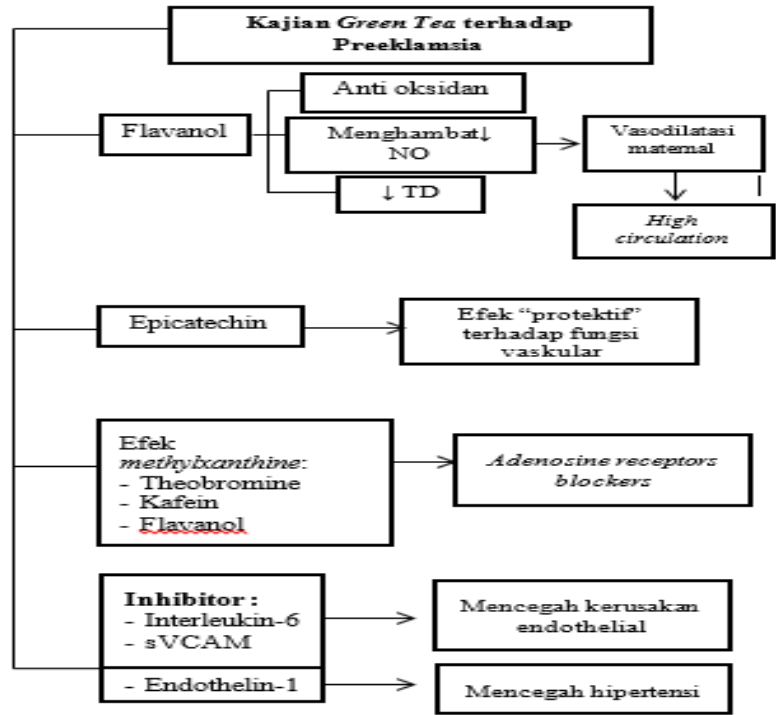 Kajian Green Tea terhadap
Preeklamsia
Anti oksidan
Flavanol
Menghambat↓
NO
↓ TD
Vasodilatasi
maternal
High
circulation
Epicatechin
Efek “protektif”
terhadap fungsi
vaskular
Efek
methylxanthine:
- Theobromine
- Kafein
- Flavanol
Adenosine receptors
blockers
Inhibitor :
- Interleukin-6
- sVCAM
- Endothelin-1
Mencegah kerusakan
endothelial
Mencegah hipertensi